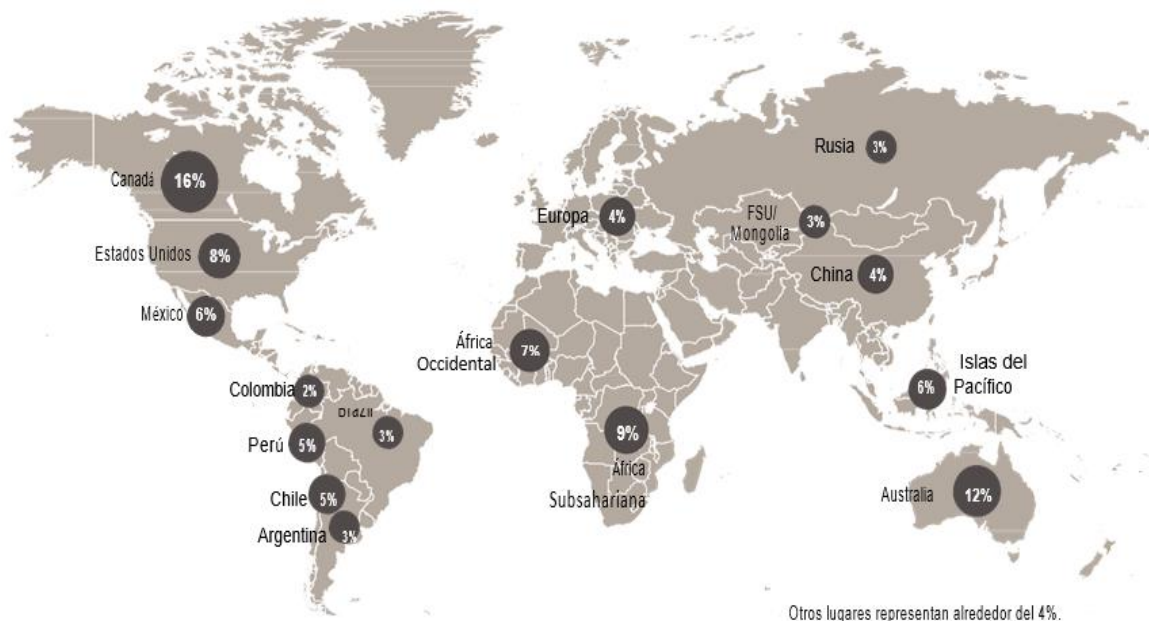 Canadá
16%
Estados Unidos
8%
México
6%
Colombia
2%
Brazil
3%
Perú
5%
Chile
5%
Argentina
3%
Europa
4%
África
Occidental
7%
9%
África
Subsahariana
Rusia
3%
FSU/
Mongolia
3%
China
4%
Islas del
Pacífico
6%
Australia
12%
Otros lugares representan alrededor del 4%.